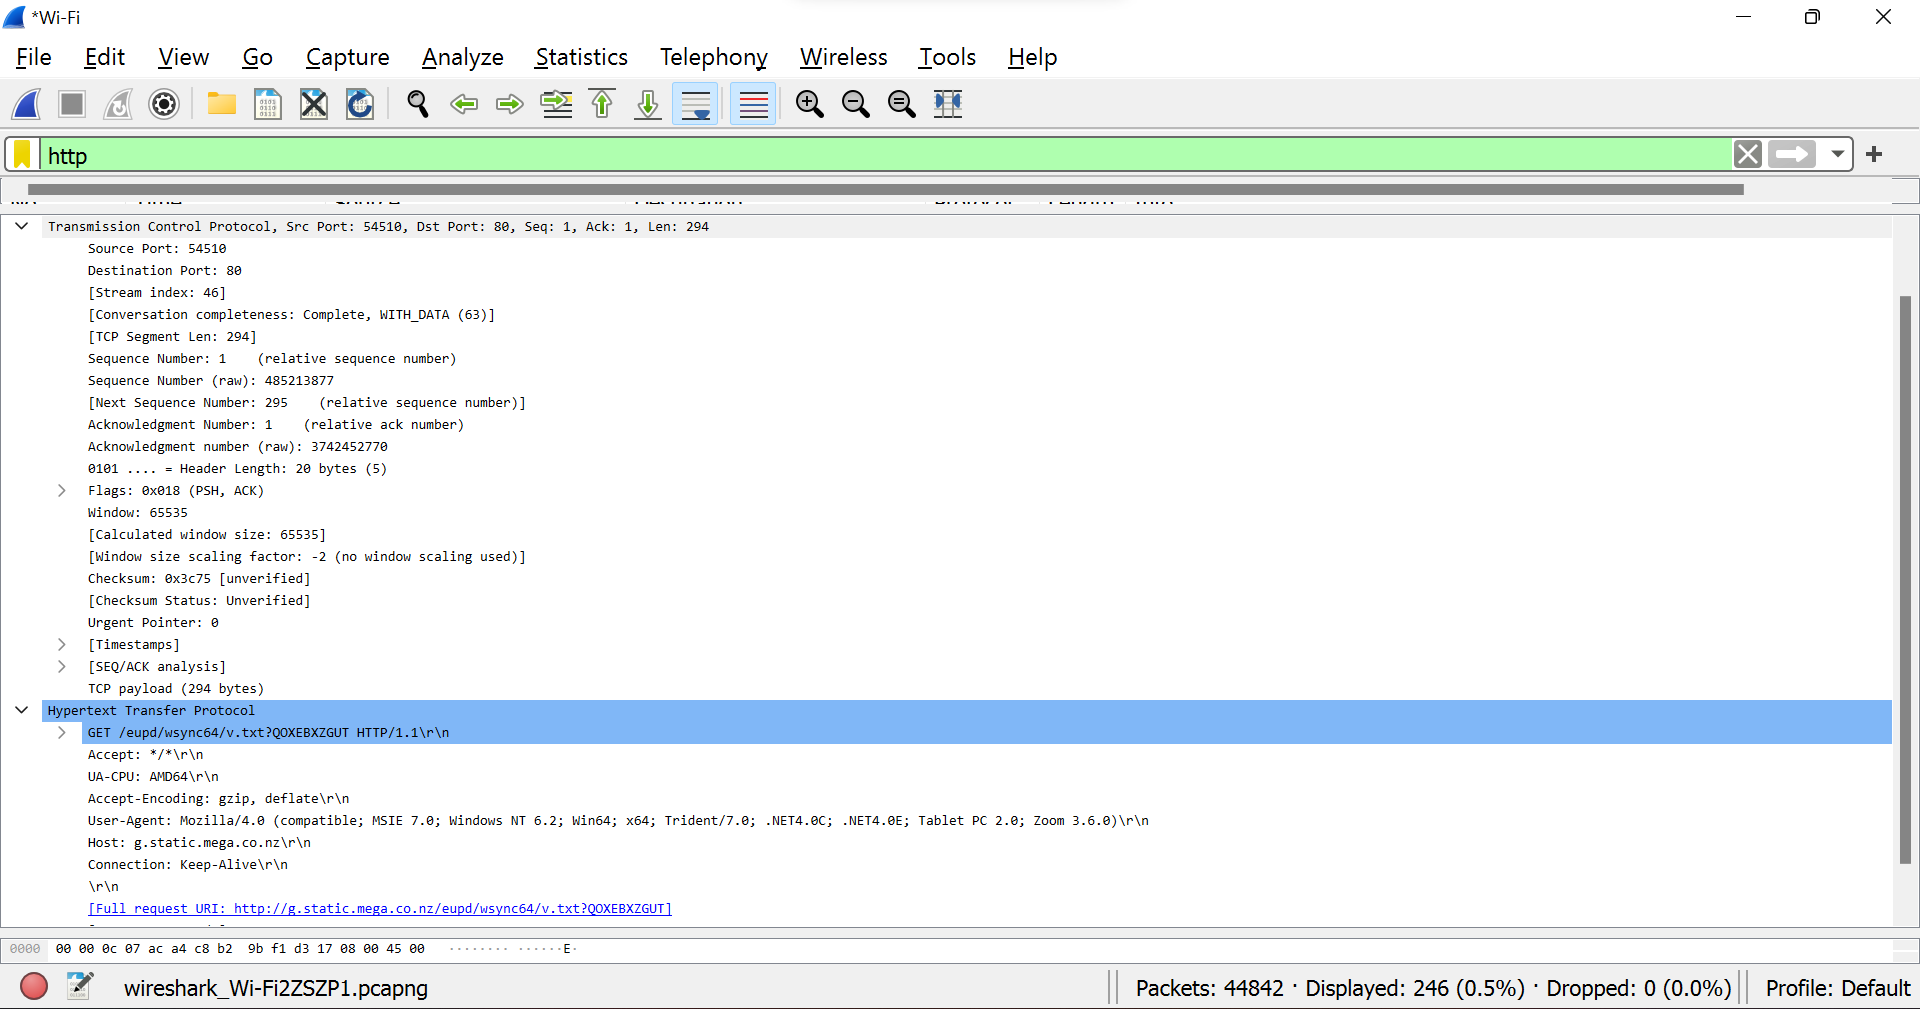 *Wi-Fi
File Edit View Go Capture Analyze Statistics Telephony Wireless Tools Help
http
Transmission Control Protocol, Src Port: 54510, Dst Port: 80, Seq: 1, Ack: 1, Len: 294
Source Port: 54510
Destination Port: 80
[Stream index: 46]
[Conversation completeness: Complete, WITH_DATA (63)]
[TCP Segment Len: 294]
Sequence Number: 1    (relative sequence number)
Sequence Number (raw): 485213877
[Next Sequence Number: 295    (relative sequence number)]
Acknowledgment Number: 1    (relative ack number)
Acknowledgment number (raw): 3742452770
0101 .... = Header Length: 20 bytes (5)
Flags: 0x018 (PSH, ACK)
Window: 65535
[Calculated window size: 65535]
[Window size scaling factor: -2 (no window scaling used)]
Checksum: 0x3c75 [unverified]
[Checksum Status: Unverified]
Urgent Pointer: 0
[Timestamps]
[SEQ/ACK analysis]
TCP payload (294 bytes)
Hypertext Transfer Protocol
GET /eupd/wsync64/v.txt?QOXEBXZGUT HTTP/1.1\r\n
Accept: */*\r\n
UA-CPU: AMD64\r\n
Accept-Encoding: gzip, deflate\r\n
User-Agent: Mozilla/4.0 (compatible; MSIE 7.0; Windows NT 6.2; Win64; x64; Trident/7.0; .NET4.0C; .NET4.0E; Tablet PC 2.0; Zoom 3.6.0)\r\n
Host: g.static.mega.co.nz\r\n
Connection: Keep-Alive\r\n
\r\n
[Full request URI: http://g.static.mega.co.nz/eupd/wsync64/v.txt?QOXEBXZGUT]
0000 00 00 0c 07 ac a4 c8 b2 9b f1 d3 17 08 00 45 00 ········ ······E·
wireshark_Wi-Fi2ZSZP1.pcapng Packets: 44842 · Displayed: 246 (0.5%) · Dropped: 0 (0.0%) Profile: Default